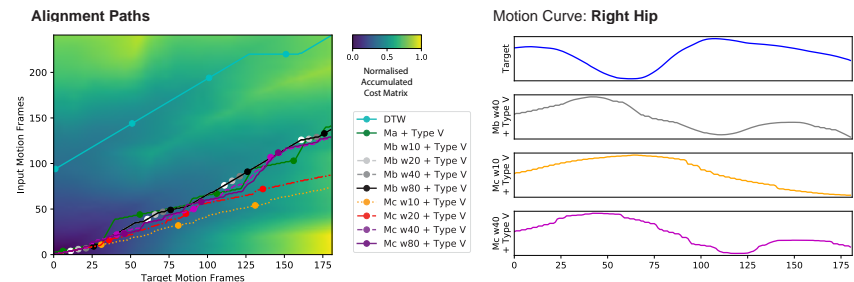 Alignment Paths
Motion Curve: Right Hip
200
150
100
50
0
Input Motion Frames
0 25 50 75 100 125 150 175
Target Motion Frames
0.0 0.5 1.0
Normalised
Accumulated
Cost Matrix
DTW
Ma + Type V
Mb w10 + Type V
Mb w20 + Type V
Mb w40 + Type V
Mb w80 + Type V
Mc w10 + Type V
Mc w20 + Type V
Mc w40 + Type V
Mc w80 + Type V
Target
Mb w40
+ Type V
Mc w10
+ Type V
Mc w40
+ Type V
0 25 50 75 100 125 150 175